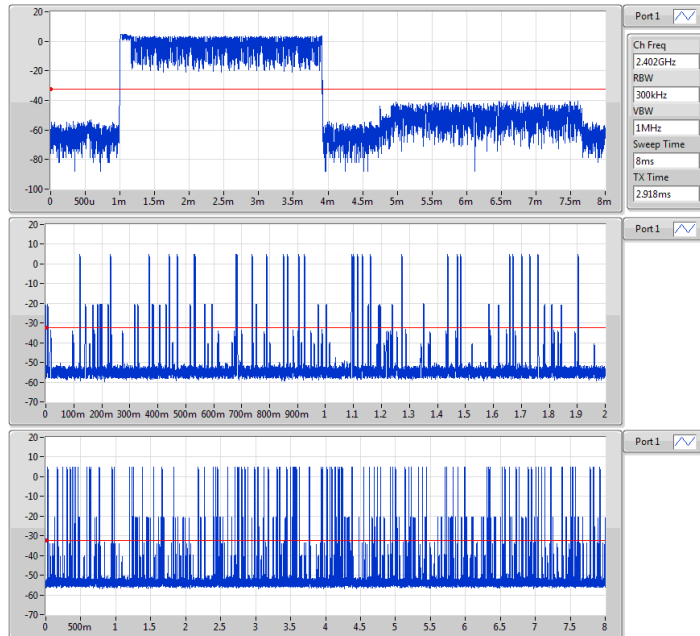 Port 1
Ch Freq
2.402GHz
RBW
300kHz
VBW
1MHz
Sweep Time
8ms
TX Time
2.918ms
20
0
-20
-40
-60
-80
-100
0 500u 1m 1.5m 2m 2.5m 3m 3.5m 4m 4.5m 5m 5.5m 6m 6.5m 7m 7.5m 8m
Port 1
20
10
0
-10
-20
-30
-40
-50
-60
-70
0 100m 200m 300m 400m 500m 600m 700m 800m 900m 1 1.1 1.2 1.3 1.4 1.5 1.6 1.7 1.8 1.9 2
Port 1
20
10
0
-10
-20
-30
-40
-50
-60
-70
0 500m 1 1.5 2 2.5 3 3.5 4 4.5 5 5.5 6 6.5 7 7.5 8